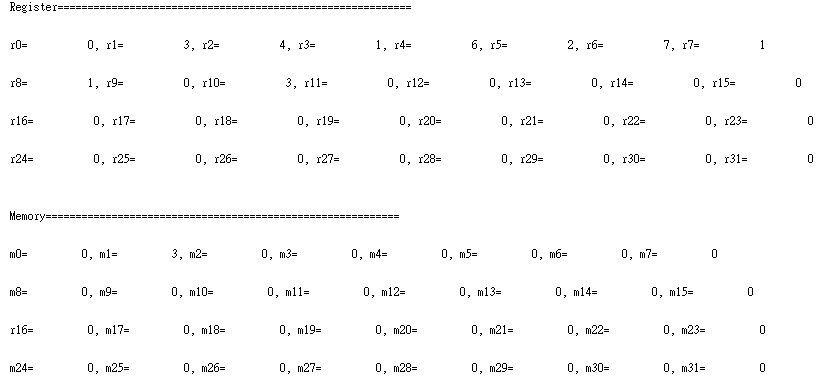 Register===========================================================
r0= 0, r1= 3, r2= 4, r3= 1, r4= 6, r5= 2, r6= 7, r7= 1
r8= 1, r9= 0, r10= 3, r11= 0, r12= 0, r13= 0, r14= 0, r15= 0
r16= 0, r17= 0, r18= 0, r19= 0, r20= 0, r21= 0, r22= 0, r23= 0
r24= 0, r25= 0, r26= 0, r27= 0, r28= 0, r29= 0, r30= 0, r31= 0
Memory===========================================================
m0= 0, m1= 3, m2= 0, m3= 0, m4= 0, m5= 0, m6= 0, m7= 0
m8= 0, m9= 0, m10= 0, m11= 0, m12= 0, m13= 0, m14= 0, m15= 0
r16= 0, m17= 0, m18= 0, m19= 0, m20= 0, m21= 0, m22= 0, m23= 0
m24= 0, m25= 0, m26= 0, m27= 0, m28= 0, m29= 0, m30= 0, m31= 0